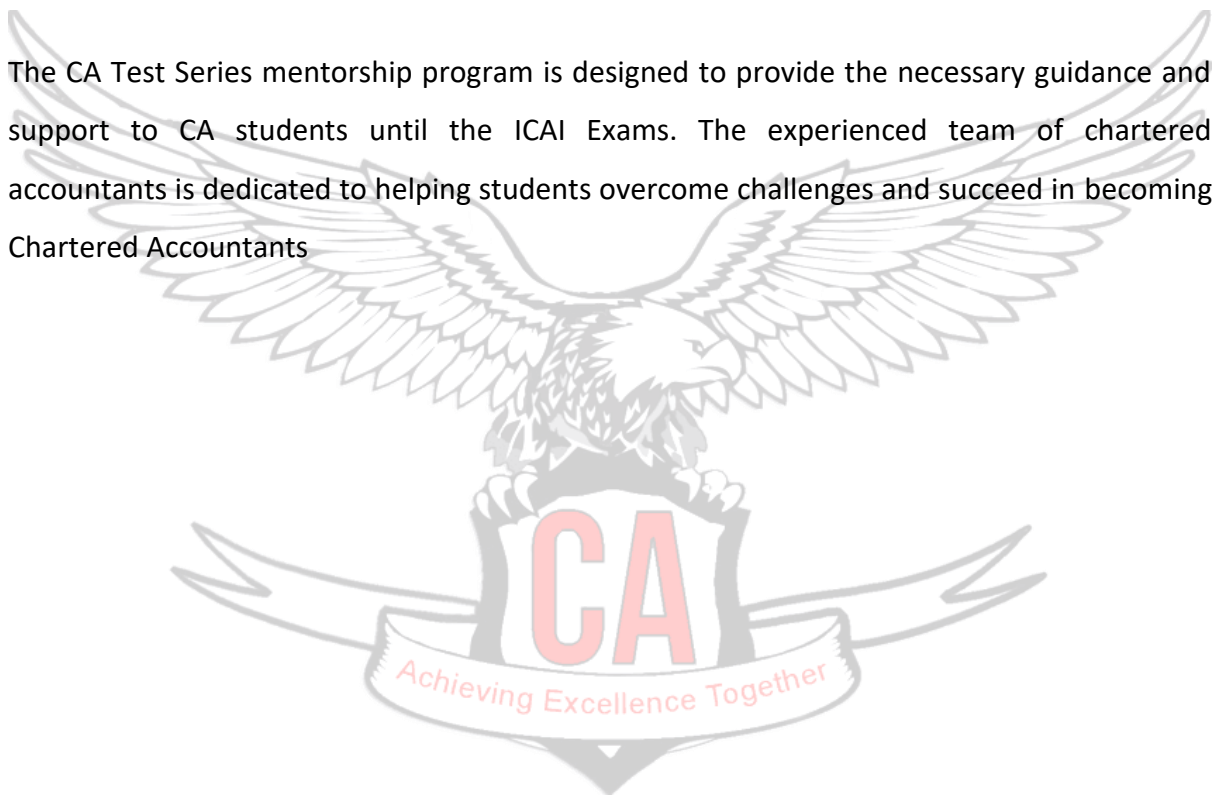 The CA Test Series mentorship program is designed to provide the necessary guidance and
support to CA students until the ICAI Exams. The experienced team of chartered
accountants is dedicated to helping students overcome challenges and succeed in becoming
Chartered Accountants
CA
Achieving Excellence Together